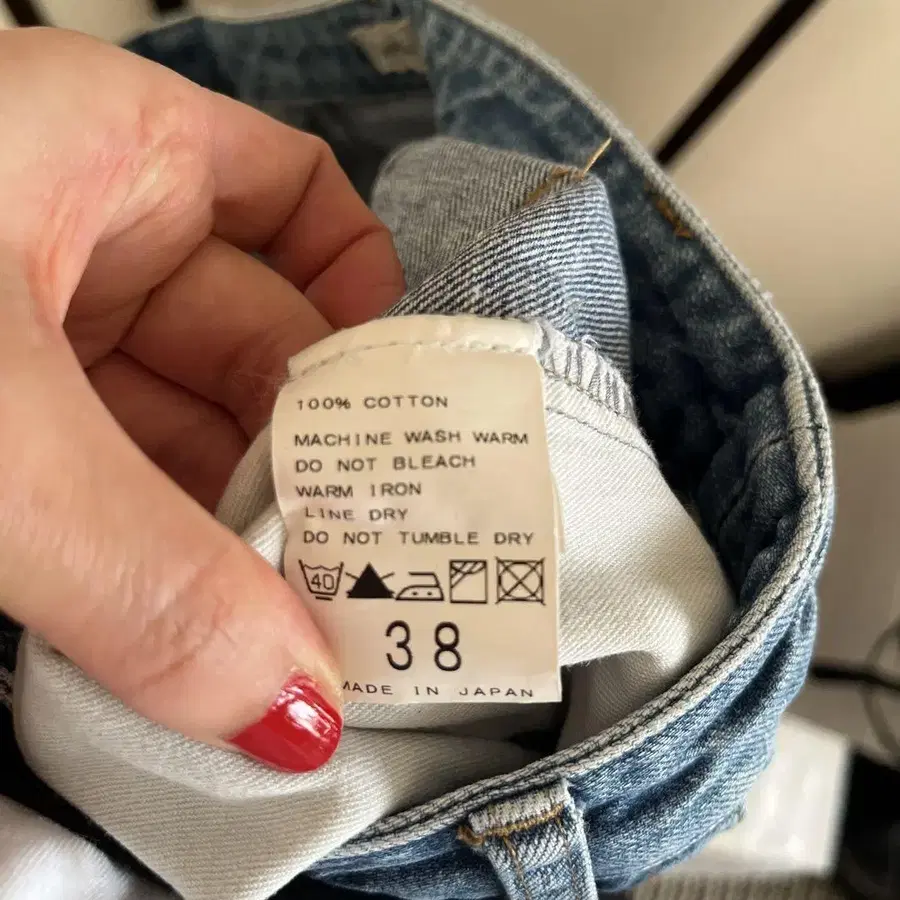 100% COTTON
MACHINE WASH WARM
DO NOT BLEACH
WARM IRON
LINE DRY
DO NOT TUMBLE DRY
40
38
MADE IN JAPAN